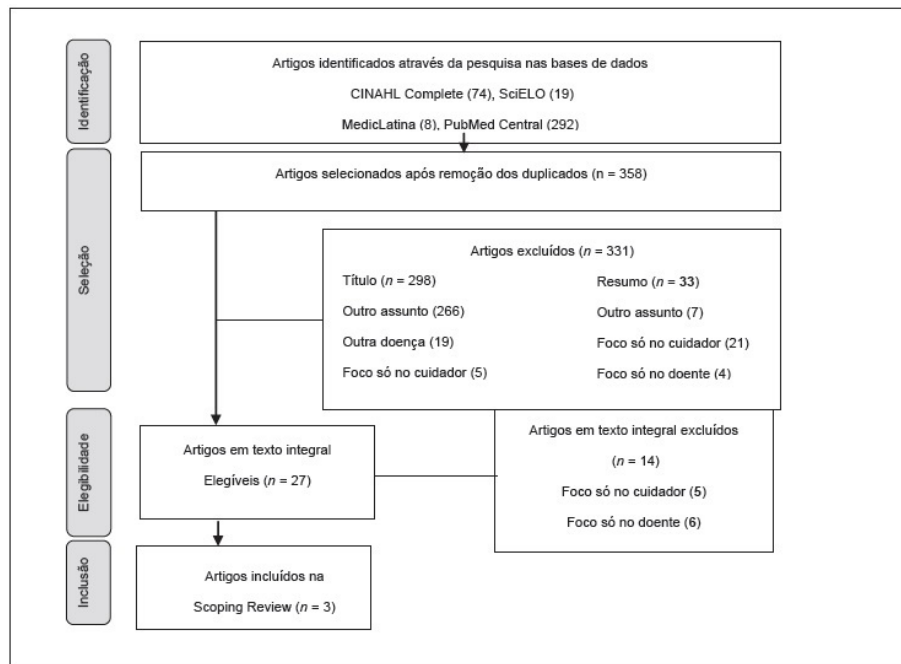 Identificação
Artigos identificados através da pesquisa nas bases de dados
CINAHL Complete (74), SciELO (19)
MedicLatina (8), PubMed Central (292)
Seleção
Artigos selecionados após remoção dos duplicados (n = 358)
Artigos excluídos (n = 331)
Título (n = 298)
Outro assunto (266)
Outra doença (19)
Foco só no cuidador (5)
Resumo (n = 33)
Outro assunto (7)
Foco só no cuidador (21)
Foco só no doente (4)
Elegibilidade
Artigos em texto integral
Elegíveis (n = 27)
Artigos em texto integral excluídos
(n = 14)
Foco só no cuidador (5)
Foco só no doente (6)
Inclusão
Artigos incluídos na
Scoping Review (n = 3)